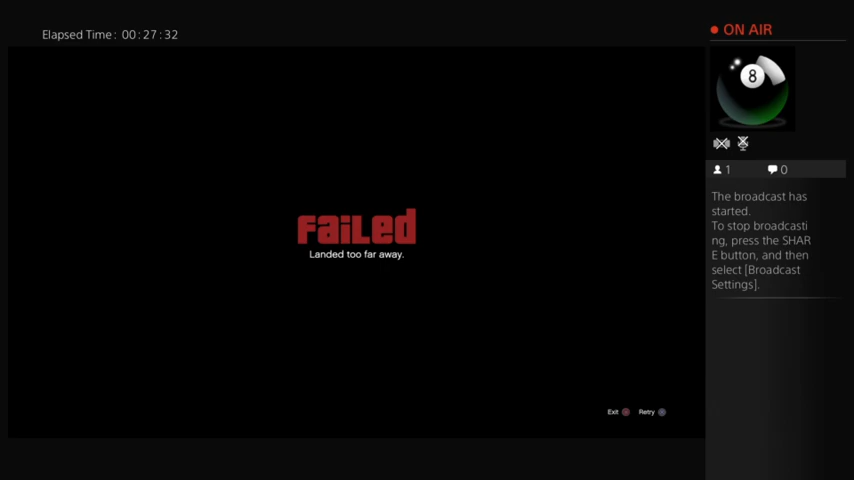 Elapsed Time: 00:27:32
ON AIR
8
1 0
The broadcast has
started.
To stop broadcasti
ng, press the SHAR
E button, and then
select [Broadcast
Settings].
FaiLed
Landed too far away.
Exit Retry